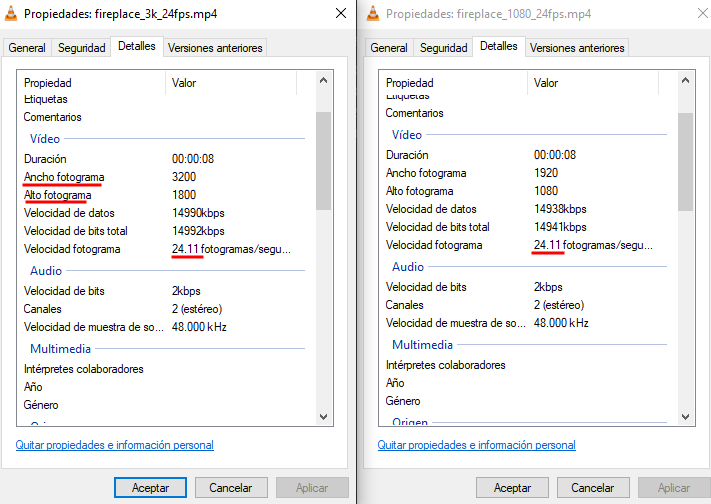 Propiedades: fireplace_3k_24fps.mp4
General Seguridad Detalles Versiones anteriores
Propiedad Valor
Etiquetas
Comentarios
Vídeo
Duración 00:00:08
Ancho fotograma 3200
Alto fotograma 1800
Velocidad de datos 14990kbps
Velocidad de bits total 14992kbps
Velocidad fotograma 24.11 fotogramas/segu...
Audio
Velocidad de bits 2kbps
Canales 2 (estéreo)
Velocidad de muestra de so... 48.000 kHz
Multimedia
Intérpretes colaboradores
Año
Género
Origen
Quitar propiedades e información personal
Aceptar Cancelar Aplicar
Propiedades: fireplace_1080_24fps.mp4
General Seguridad Detalles Versiones anteriores
Propiedad Valor
Etiquetas
Comentarios
Vídeo
Duración 00:00:08
Ancho fotograma 1920
Alto fotograma 1080
Velocidad de datos 14938kbps
Velocidad de bits total 14941kbps
Velocidad fotograma 24.11 fotogramas/segu...
Audio
Velocidad de bits 2kbps
Canales 2 (estéreo)
Velocidad de muestra de so... 48.000 kHz
Multimedia
Intérpretes colaboradores
Año
Género
Origen
Quitar propiedades e información personal
Aceptar Cancelar Aplicar